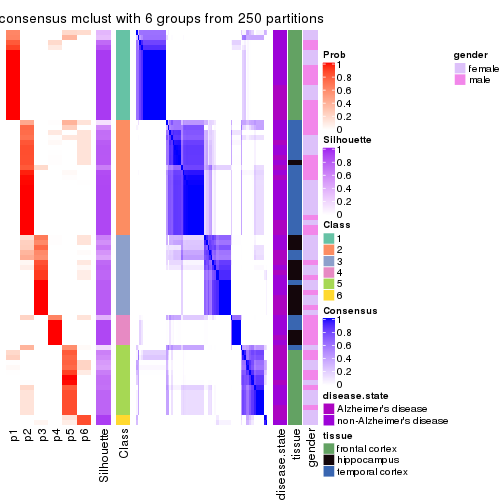 consensus mclust with 6 groups from 250 partitions
p1
p2
p3
p4
p5
p6
Silhouette
Class
disease.state
tissue
gender
Prob
1
0.8
0.6
0.4
0.2
0
Silhouette
1
0.8
0.6
0.4
0.2
0
Class
1
2
3
4
5
6
Consensus
1
0.8
0.6
0.4
0.2
0
disease.state
Alzheimer's disease
non-Alzheimer's disease
tissue
frontal cortex
hippocampus
temporal cortex
gender
female
male